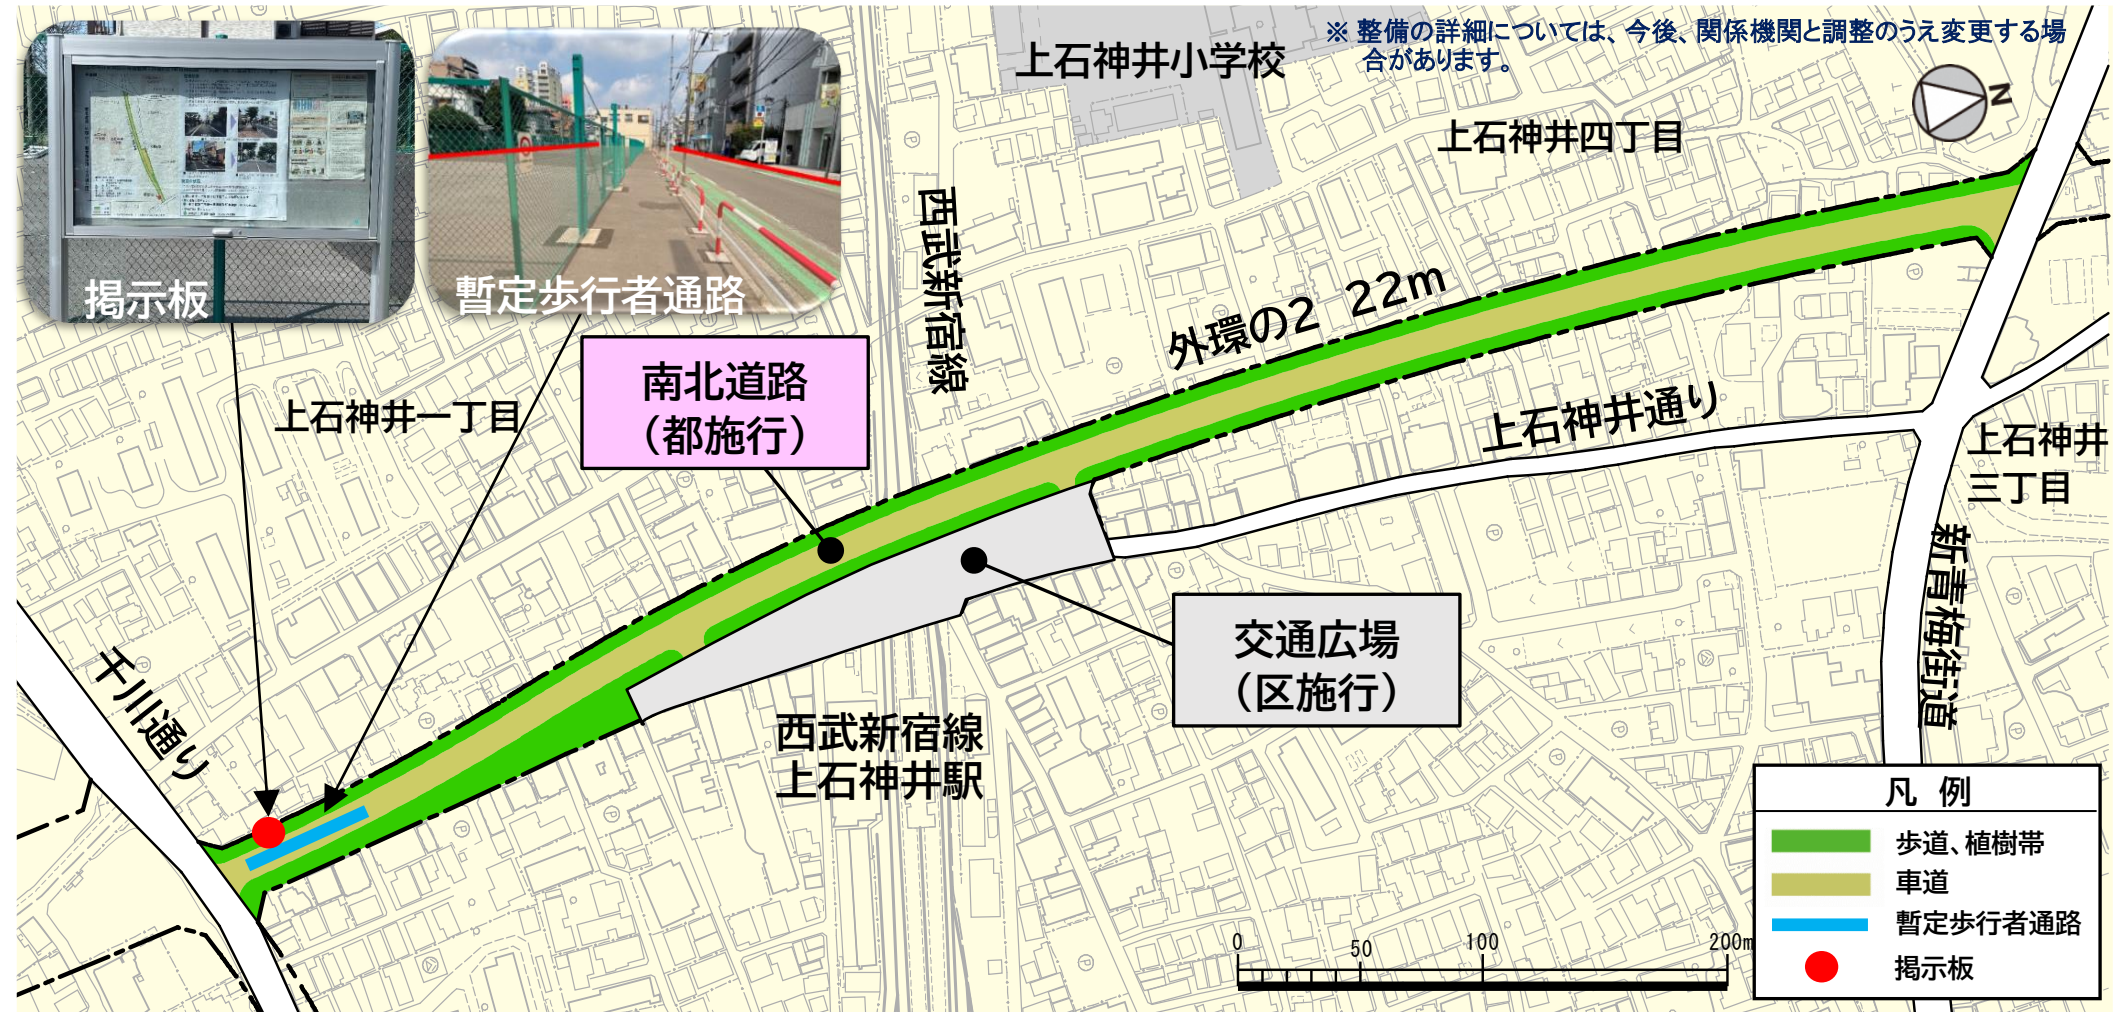 ※ 整備の詳細については、今後、関係機関と調整のうえ変更する場
合があります。
上石神井小学校
N
上石神井四丁目
掲示板
暫定歩行者通路
西武新宿線
外環の2 22m
南北道路
（都施行）
上石神井一丁目
上石神井通り
上石神井
三丁目
新青梅街道
交通広場
（区施行）
千川通り
西武新宿線
上石神井駅
0 50 100 200m
凡 例
歩道、植樹帯
車道
暫定歩行者通路
掲示板